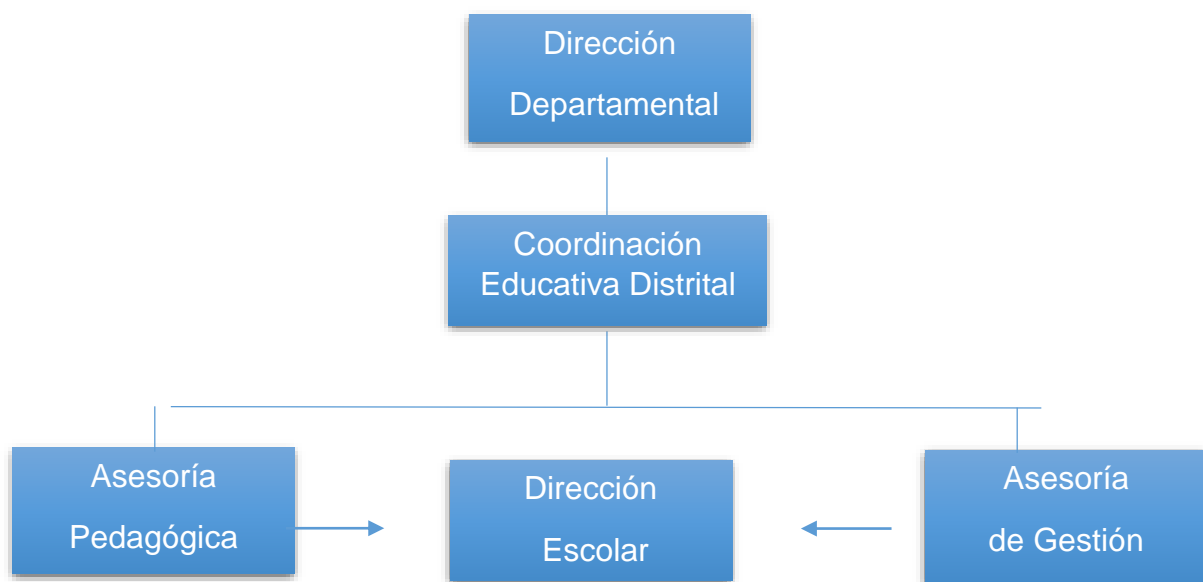 Dirección
Departamental
Coordinación
Educativa Distrital
Asesoría
Pedagógica
Dirección
Escolar
Asesoría
de Gestión